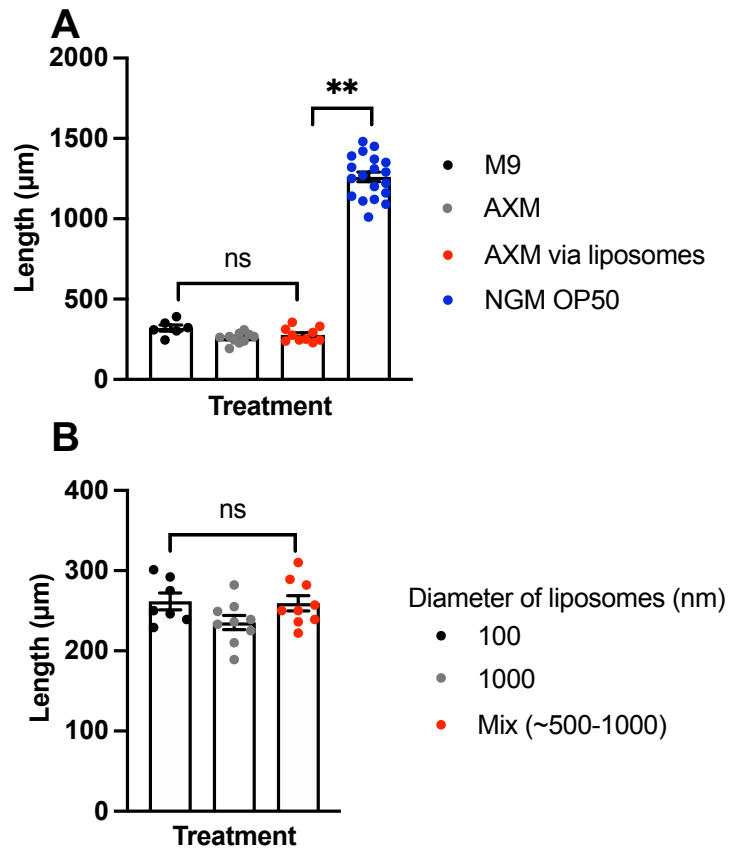 A
2000
1500
1000
500
0
Length (µm)
**
ns
Treatment
M9
AXM
AXM via liposomes
NGM OP50
B
400
300
200
100
0
Length (µm)
ns
Treatment
Diameter of liposomes (nm)
100
1000
Mix (~500-1000)